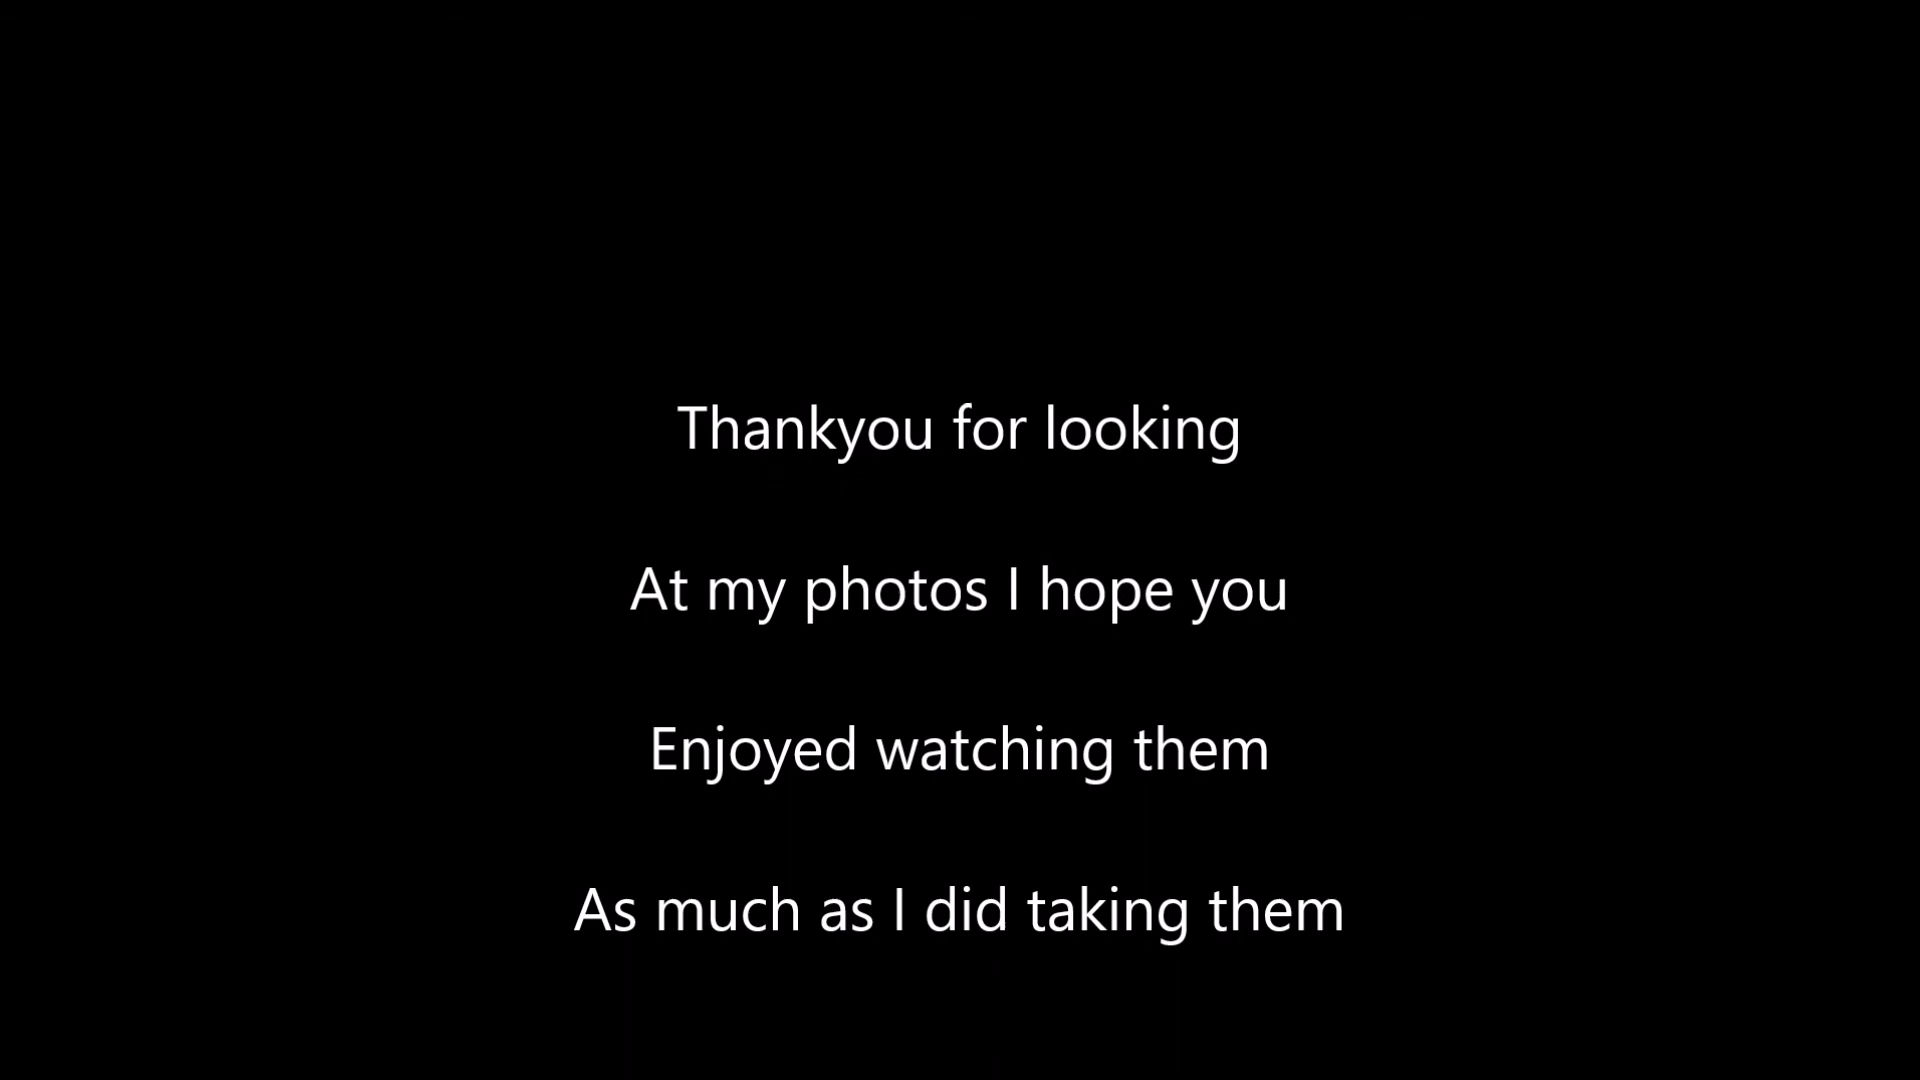 Thankyou for looking
At my photos I hope you
Enjoyed watching them
As much as I did taking them